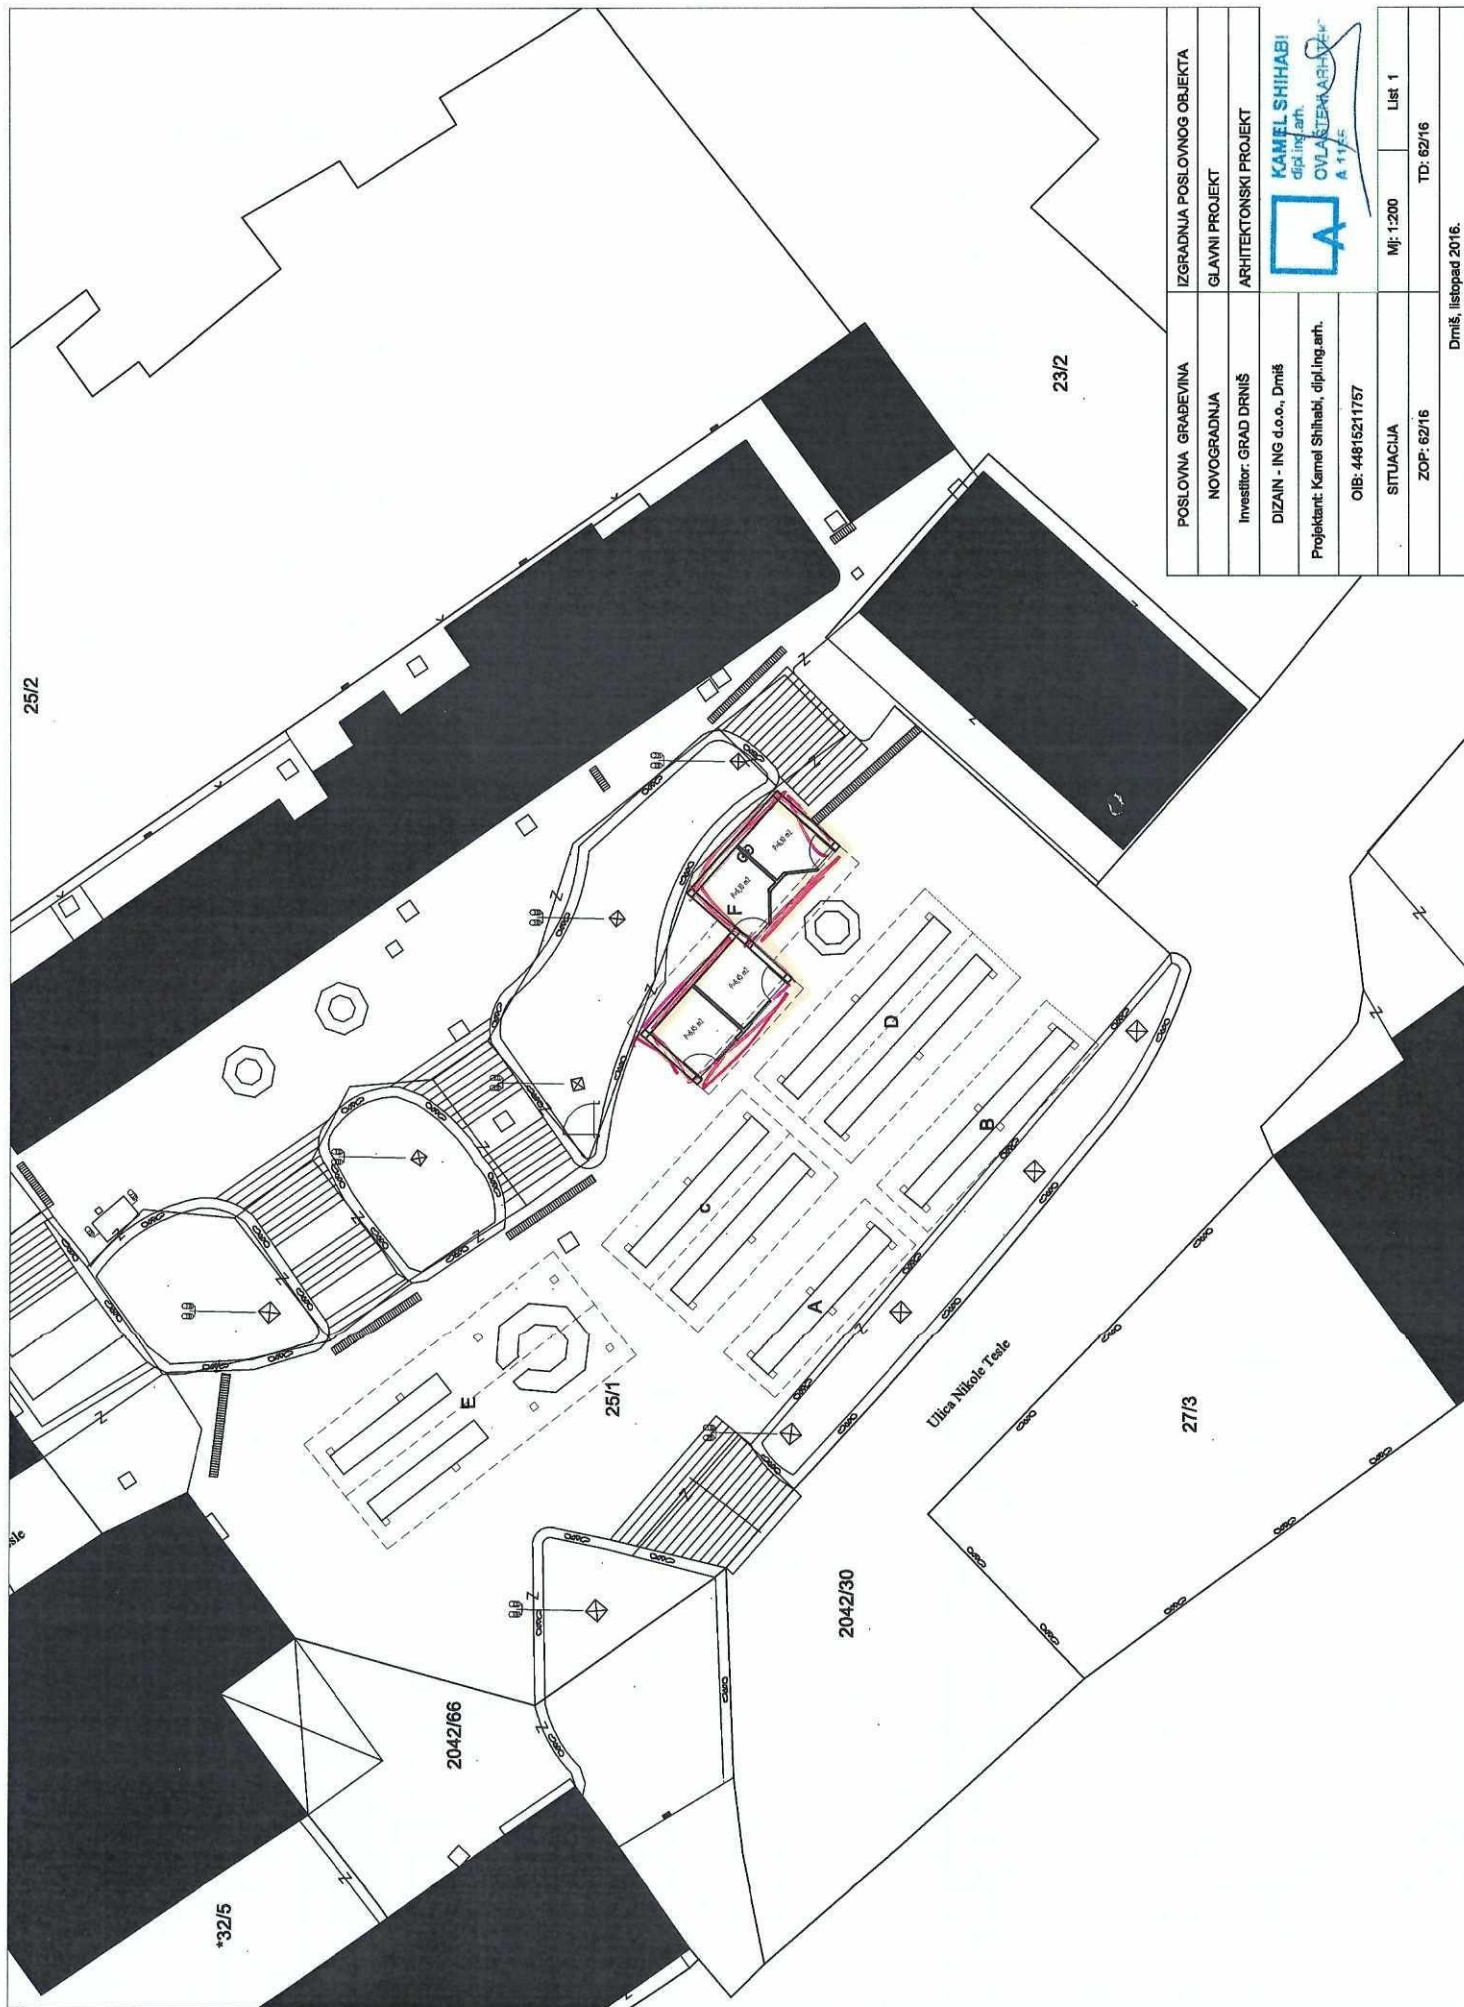 25/2
23/2
F
D
B
C
A
E
25/1
Ulica Nikole Tesle
27/3
2042/30
2042/66
*32/5
POSLOVNA GRAĐEVINA
IZGRADNJA POSLOVNOG OBJEKTA
NOVOGRADNJA
GLAVNI PROJEKT
Investitor: GRAD DRNIŠ
ARHITEKTONSKI PROJEKT
DIZAIN - ING d.o.o., Drniš
KAMEL SHIHABI
dipl.ing.arh.
A
Projektant: Kamel Shihabi, dipl.ing.arh.
OIB: 44815211757
SITUACIJA
Mj: 1:200
List 1
ZOP: 62/16
TD: 62/16
Drniš, listopad 2016.